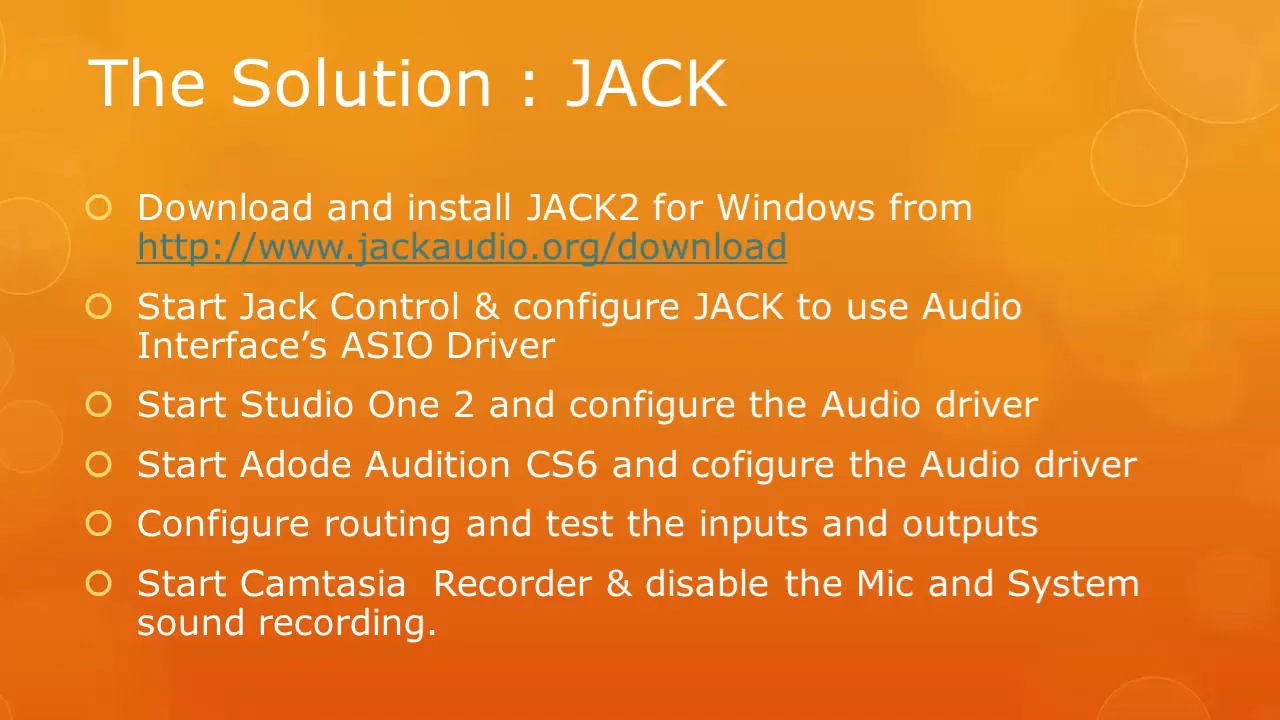 The Solution : JACK
Download and install JACK2 for Windows from
http://www.jackaudio.org/download
Start Jack Control & configure JACK to use Audio
Interface’s ASIO Driver
Start Studio One 2 and configure the Audio driver
Start Adode Audition CS6 and cofigure the Audio driver
Configure routing and test the inputs and outputs
Start Camtasia  Recorder & disable the Mic and System
sound recording.